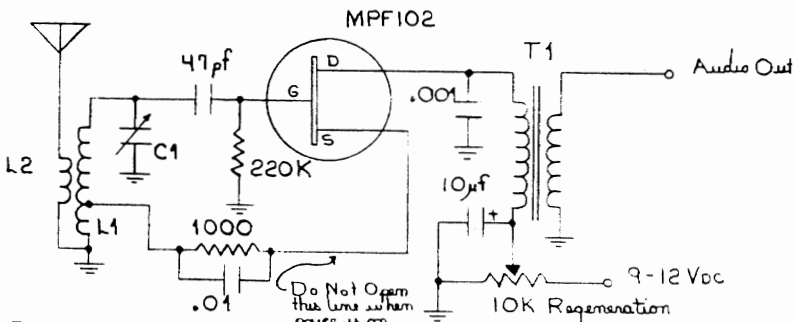 MPF102
T1
47pf
D
Audio Out
G
.001
C1
S
L2
220K
10µf
+
L1
1000
9-12 VDC
.01
Do Not Open
this line when
10K Regeneration